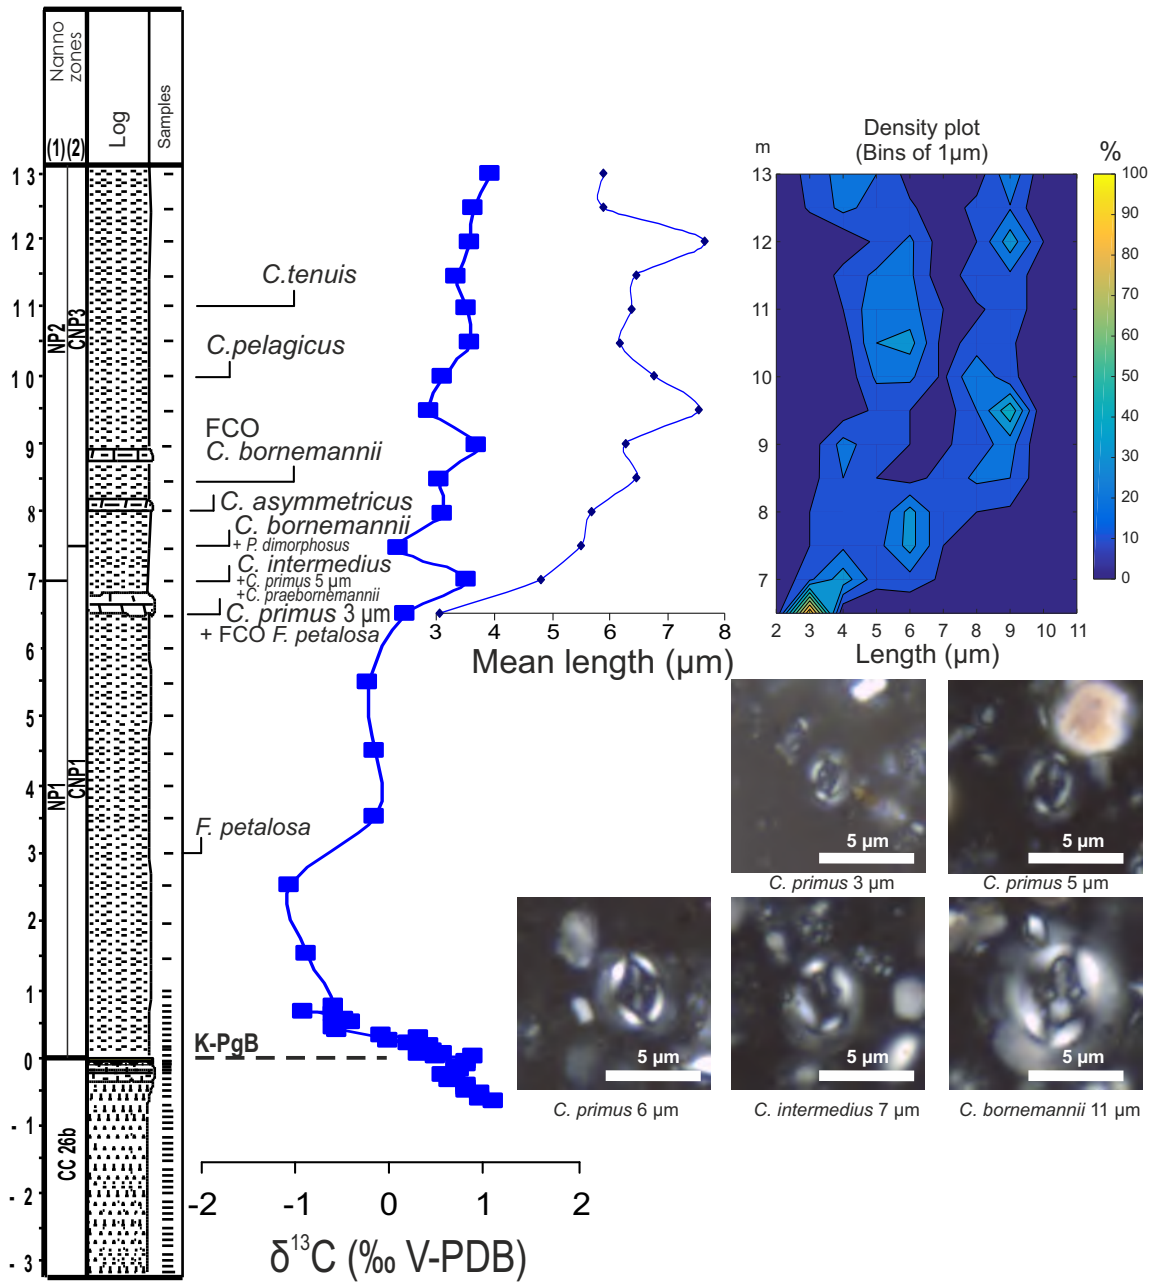 Nanno zones
Log
Samples
(1) (2)
13
12
11
10
9
8
7
6
5
4
3
2
1
0
- 1
- 2
- 3
NP2
CNP3
NP1
CNP1
CC 26b
C.tenuis
C.pelagicus
FCO
C. bornemannii
C. asymmetricus
C. bornemannii
+ P. dimorphosus
C. intermedius
+C. primus 5 µm
+C. praebornemannii
C. primus 3 µm
+ FCO F. petalosa
F. petalosa
K-PgB
-2 -1 0 1 2
δ¹³C (‰ V-PDB)
3 4 5 6 7 8
Mean length (µm)
Density plot
(Bins of 1µm)
m
13
12
11
10
9
8
7
2 3 4 5 6 7 8 9 10 11
Length (µm)
%
100
90
80
70
60
50
40
30
20
10
0
5 µm
C. primus 3 µm
5 µm
C. primus 5 µm
5 µm
C. primus 6 µm
5 µm
C. intermedius 7 µm
5 µm
C. bornemannii 11 µm